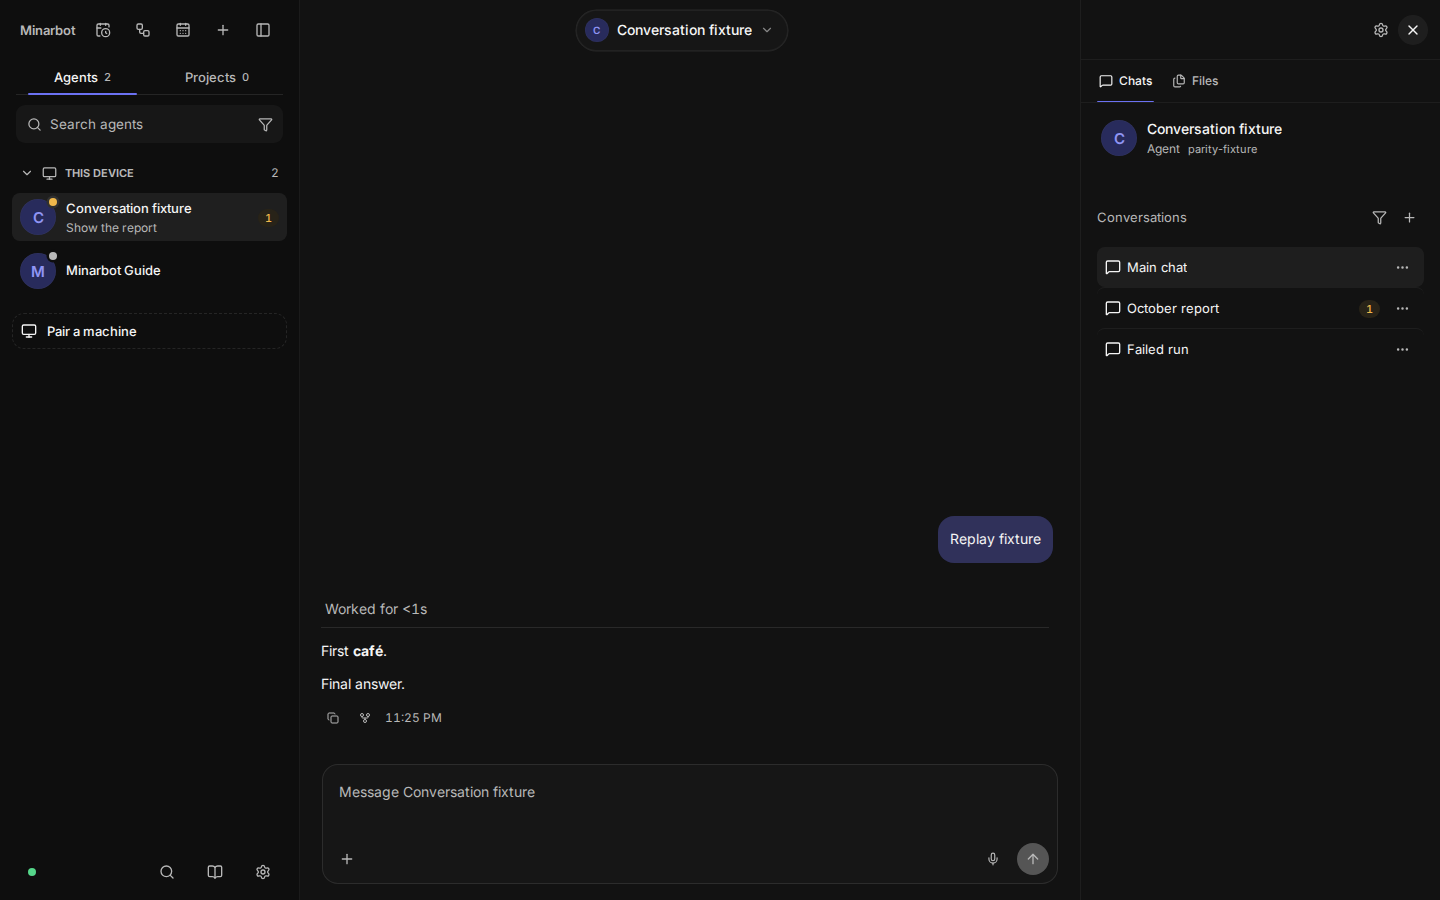 Minarbot
Agents 2
Projects 0
Search agents
THIS DEVICE 2
C
Conversation fixture
Show the report
1
M
Minarbot Guide
Pair a machine
C Conversation fixture
Replay fixture
Worked for <1s
First café.
Final answer.
11:25 PM
Message Conversation fixture
Chats
Files
C
Conversation fixture
Agent parity-fixture
Conversations
Main chat
October report 1
Failed run